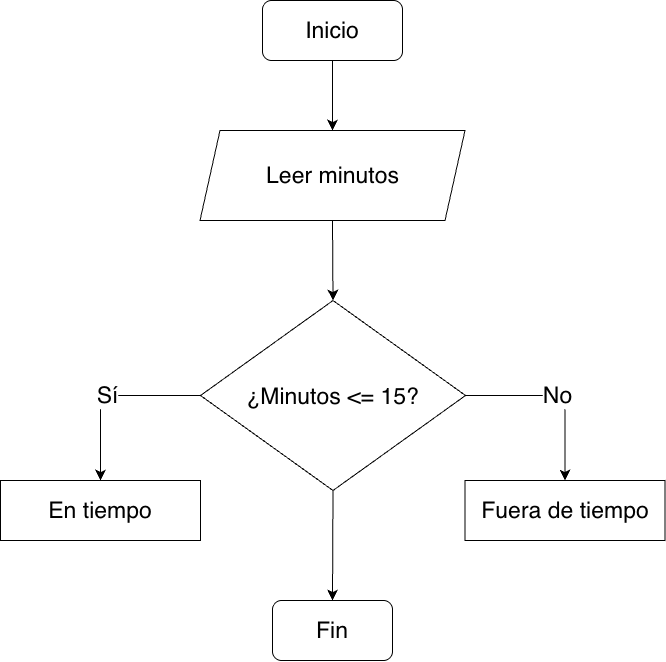 Inicio
Leer minutos
Sí
¿Minutos <= 15?
No
En tiempo
Fuera de tiempo
Fin